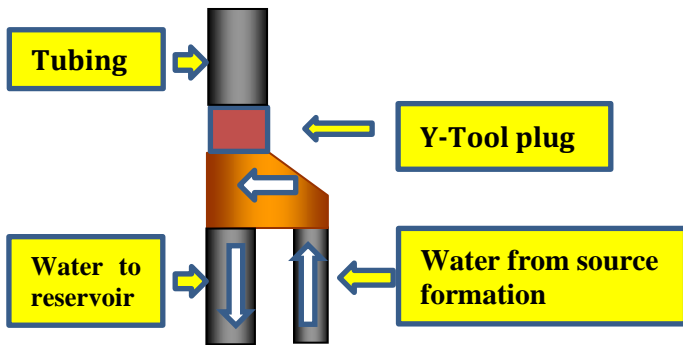 Tubing
Y-Tool plug
Water to
reservoir
Water from source
formation